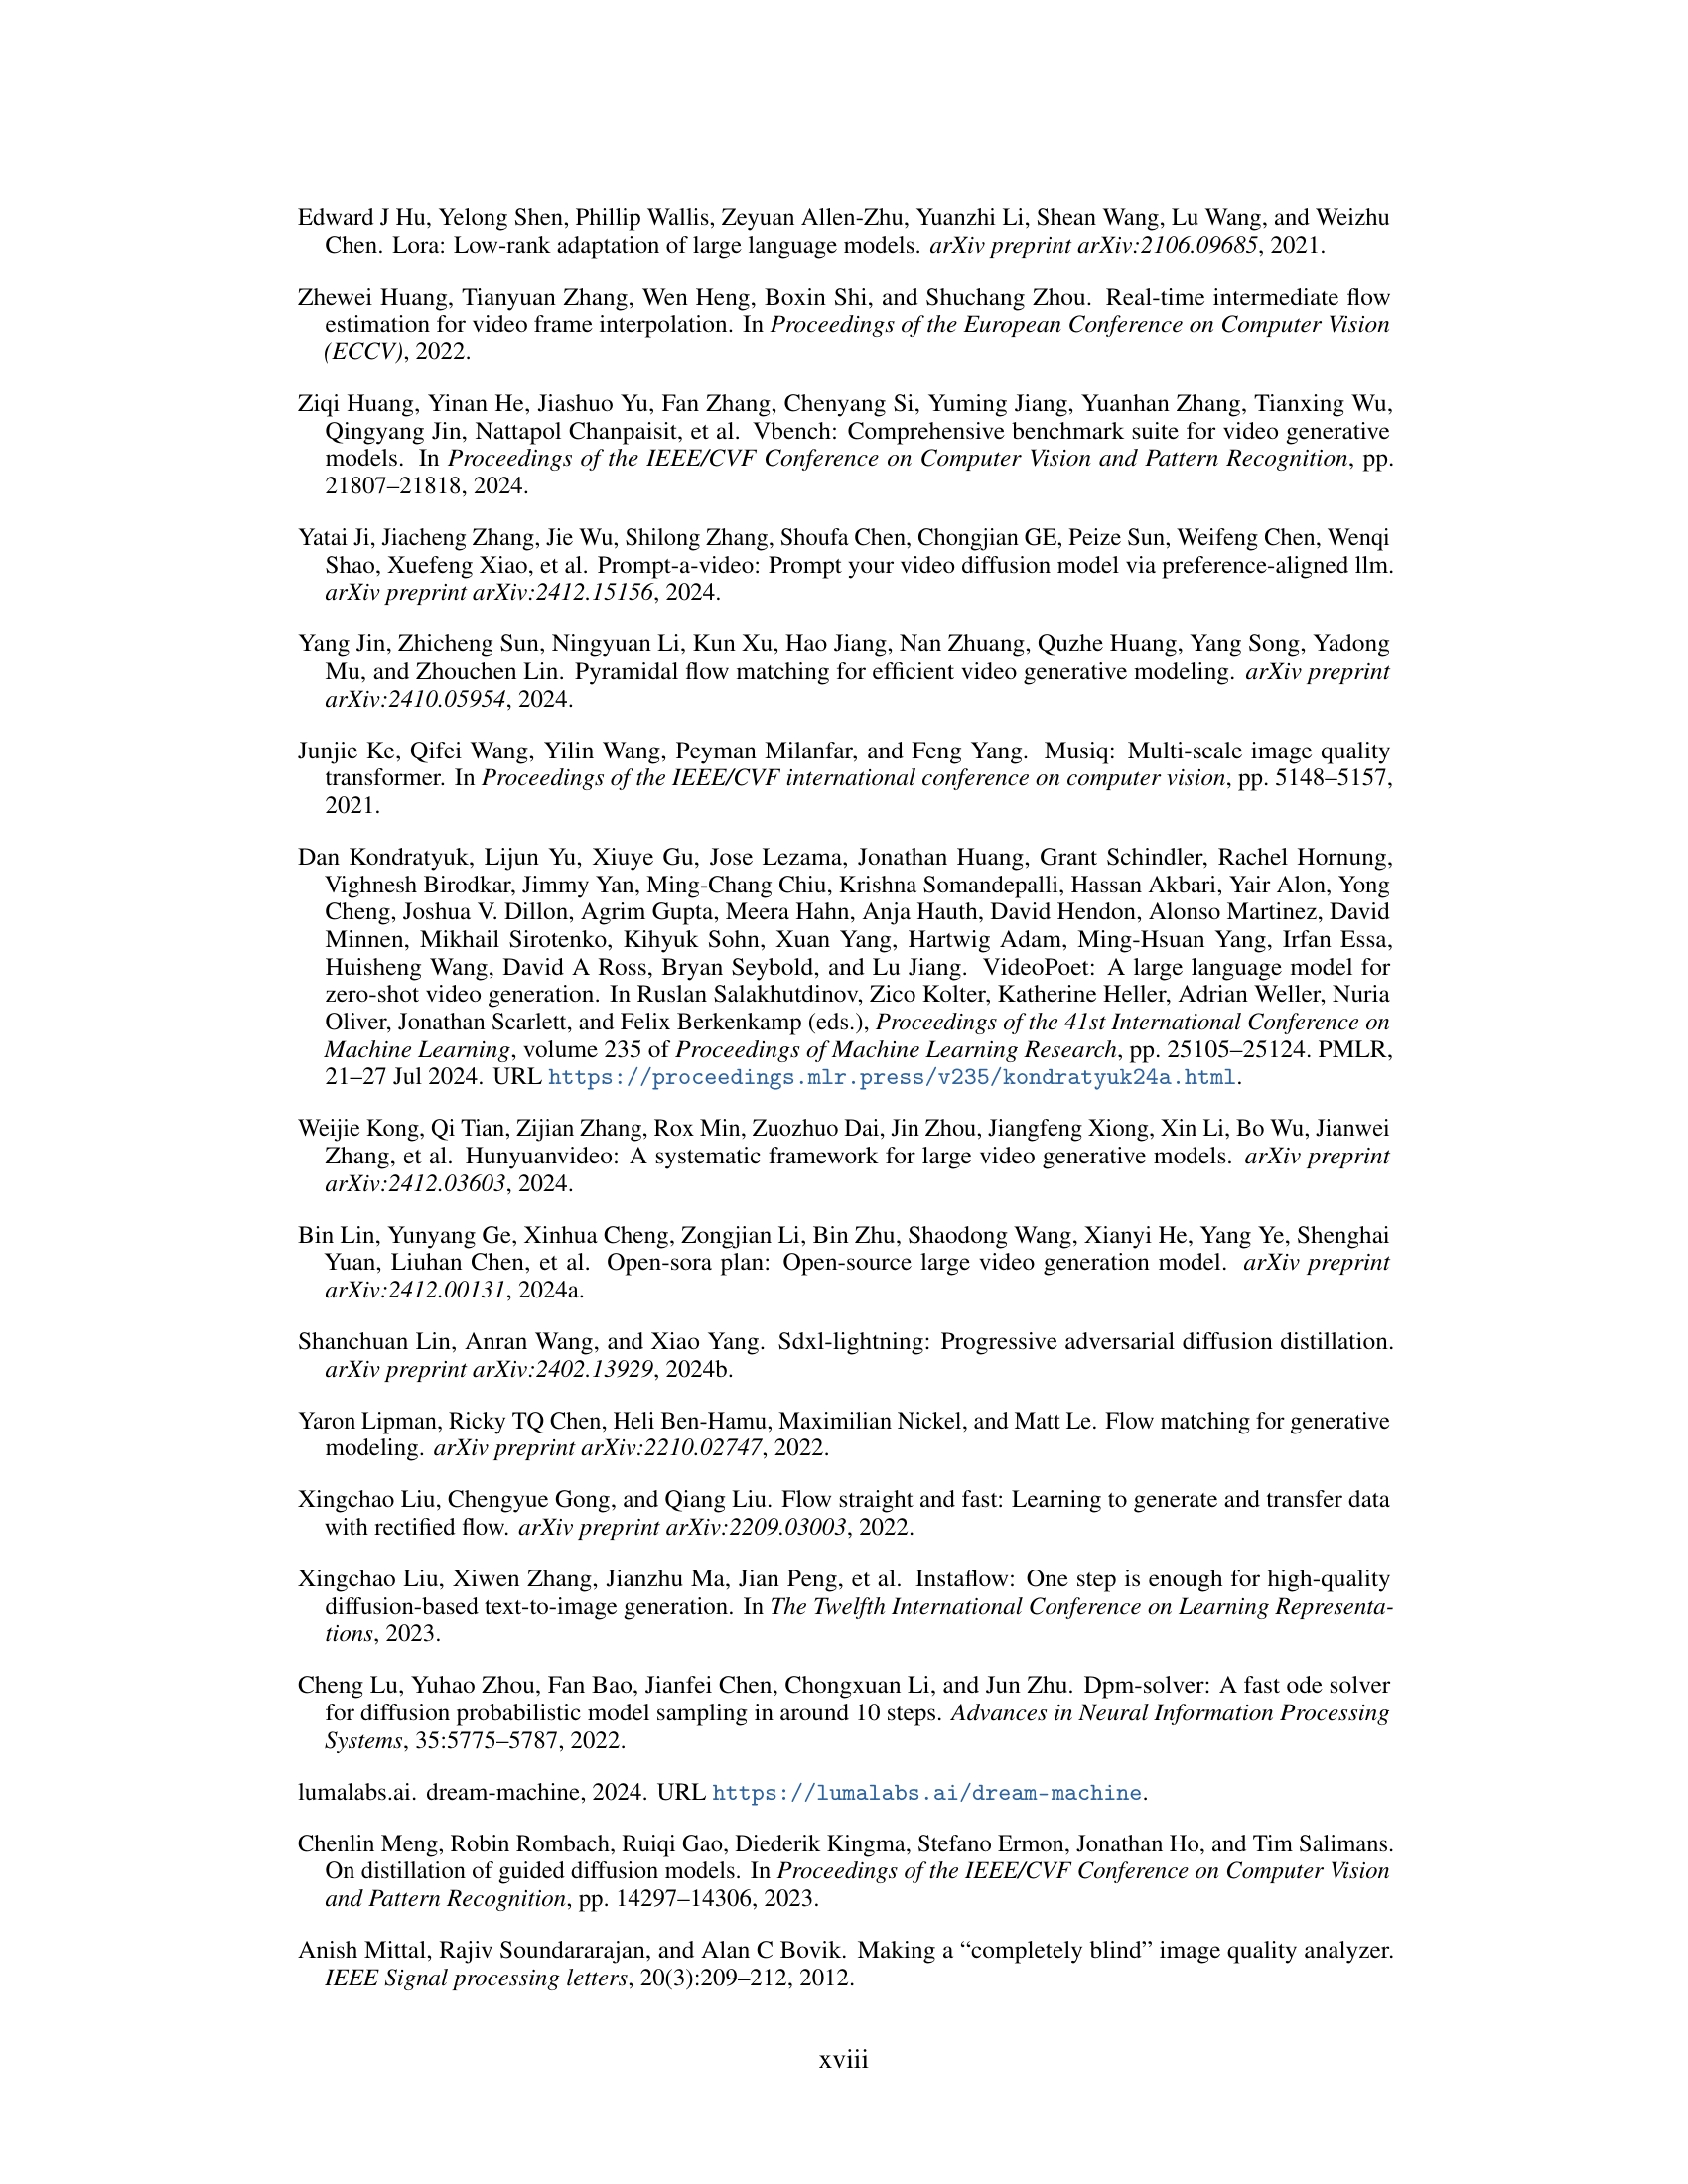 Edward J Hu, Yelong Shen, Phillip Wallis, Zeyuan Allen-Zhu, Yuanzhi Li, Shean Wang, Lu Wang, and Weizhu
Chen. Lora: Low-rank adaptation of large language models. arXiv preprint arXiv:2106.09685, 2021.
Zhewei Huang, Tianyuan Zhang, Wen Heng, Boxin Shi, and Shuchang Zhou. Real-time intermediate flow
estimation for video frame interpolation. In Proceedings of the European Conference on Computer Vision
(ECCV), 2022.
Ziqi Huang, Yinan He, Jiashuo Yu, Fan Zhang, Chenyang Si, Yuming Jiang, Yuanhan Zhang, Tianxing Wu,
Qingyang Jin, Nattapol Chanpaisit, et al. Vbench: Comprehensive benchmark suite for video generative
models. In Proceedings of the IEEE/CVF Conference on Computer Vision and Pattern Recognition, pp.
21807–21818, 2024.
Yatai Ji, Jiacheng Zhang, Jie Wu, Shilong Zhang, Shoufa Chen, Chongjian GE, Peize Sun, Weifeng Chen, Wenqi
Shao, Xuefeng Xiao, et al. Prompt-a-video: Prompt your video diffusion model via preference-aligned llm.
arXiv preprint arXiv:2412.15156, 2024.
Yang Jin, Zhicheng Sun, Ningyuan Li, Kun Xu, Hao Jiang, Nan Zhuang, Quzhe Huang, Yang Song, Yadong
Mu, and Zhouchen Lin. Pyramidal flow matching for efficient video generative modeling. arXiv preprint
arXiv:2410.05954, 2024.
Junjie Ke, Qifei Wang, Yilin Wang, Peyman Milanfar, and Feng Yang. Musiq: Multi-scale image quality
transformer. In Proceedings of the IEEE/CVF international conference on computer vision, pp. 5148–5157,
2021.
Dan Kondratyuk, Lijun Yu, Xiuye Gu, Jose Lezama, Jonathan Huang, Grant Schindler, Rachel Hornung,
Vighnesh Birodkar, Jimmy Yan, Ming-Chang Chiu, Krishna Somandepalli, Hassan Akbari, Yair Alon, Yong
Cheng, Joshua V. Dillon, Agrim Gupta, Meera Hahn, Anja Hauth, David Hendon, Alonso Martinez, David
Minnen, Mikhail Sirotenko, Kihyuk Sohn, Xuan Yang, Hartwig Adam, Ming-Hsuan Yang, Irfan Essa,
Huisheng Wang, David A Ross, Bryan Seybold, and Lu Jiang. VideoPoet: A large language model for
zero-shot video generation. In Ruslan Salakhutdinov, Zico Kolter, Katherine Heller, Adrian Weller, Nuria
Oliver, Jonathan Scarlett, and Felix Berkenkamp (eds.), Proceedings of the 41st International Conference on
Machine Learning, volume 235 of Proceedings of Machine Learning Research, pp. 25105–25124. PMLR,
21–27 Jul 2024. URL https://proceedings.mlr.press/v235/kondratyuk24a.html.
Weijie Kong, Qi Tian, Zijian Zhang, Rox Min, Zuozhuo Dai, Jin Zhou, Jiangfeng Xiong, Xin Li, Bo Wu, Jianwei
Zhang, et al. Hunyuanvideo: A systematic framework for large video generative models. arXiv preprint
arXiv:2412.03603, 2024.
Bin Lin, Yunyang Ge, Xinhua Cheng, Zongjian Li, Bin Zhu, Shaodong Wang, Xianyi He, Yang Ye, Shenghai
Yuan, Liuhan Chen, et al. Open-sora plan: Open-source large video generation model. arXiv preprint
arXiv:2412.00131, 2024a.
Shanchuan Lin, Anran Wang, and Xiao Yang. Sdxl-lightning: Progressive adversarial diffusion distillation.
arXiv preprint arXiv:2402.13929, 2024b.
Yaron Lipman, Ricky TQ Chen, Heli Ben-Hamu, Maximilian Nickel, and Matt Le. Flow matching for generative
modeling. arXiv preprint arXiv:2210.02747, 2022.
Xingchao Liu, Chengyue Gong, and Qiang Liu. Flow straight and fast: Learning to generate and transfer data
with rectified flow. arXiv preprint arXiv:2209.03003, 2022.
Xingchao Liu, Xiwen Zhang, Jianzhu Ma, Jian Peng, et al. Instaflow: One step is enough for high-quality
diffusion-based text-to-image generation. In The Twelfth International Conference on Learning Representa-
tions, 2023.
Cheng Lu, Yuhao Zhou, Fan Bao, Jianfei Chen, Chongxuan Li, and Jun Zhu. Dpm-solver: A fast ode solver
for diffusion probabilistic model sampling in around 10 steps. Advances in Neural Information Processing
Systems, 35:5775–5787, 2022.
lumalabs.ai. dream-machine, 2024. URL https://lumalabs.ai/dream-machine.
Chenlin Meng, Robin Rombach, Ruiqi Gao, Diederik Kingma, Stefano Ermon, Jonathan Ho, and Tim Salimans.
On distillation of guided diffusion models. In Proceedings of the IEEE/CVF Conference on Computer Vision
and Pattern Recognition, pp. 14297–14306, 2023.
Anish Mittal, Rajiv Soundararajan, and Alan C Bovik. Making a “completely blind” image quality analyzer.
IEEE Signal processing letters, 20(3):209–212, 2012.
xviii